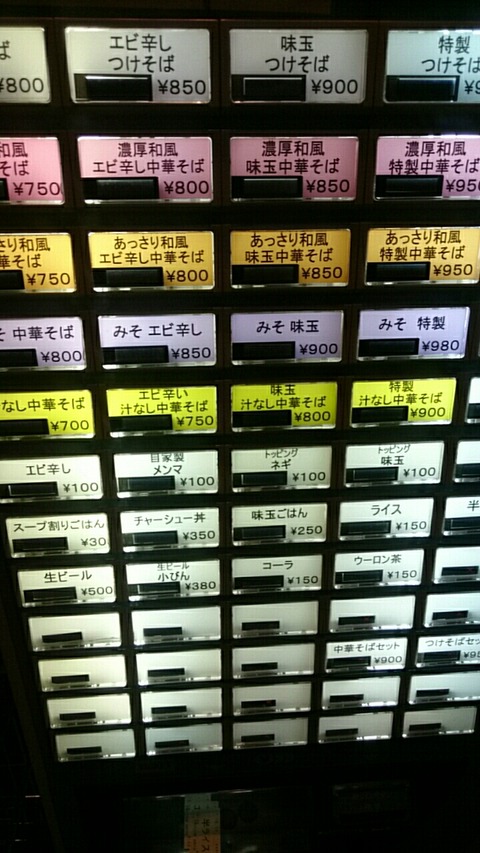 ば
¥800
エビ辛し
つけそば
¥850
味玉
つけそば
¥900
特製
つけそ
¥9
和風
そば
¥750
濃厚和風
エビ辛し中華そば
¥800
濃厚和風
味玉中華そば
¥850
濃厚和風
特製中華そば
¥950
さり和風
華そば
¥750
あっさり和風
エビ辛し中華そば
¥800
あっさり和風
味玉中華そば
¥850
あっさり和風
特製中華そば
¥950
そ 中華そば
¥800
みそ エビ辛し
¥850
みそ 味玉
¥900
みそ 特製
¥980
なし中華そば
¥700
エビ辛い
汁なし中華そば
¥750
味玉
汁なし中華そば
¥800
特製
汁なし中華そば
¥900
エビ辛し
¥100
自家製
メンマ
¥100
トッピング
ネギ
¥100
トッピング
味玉
¥100
スープ割りごはん
¥30
チャーシュー丼
¥350
味玉ごはん
¥250
ライス
¥150
半
生ビール
¥500
生ビール
小びん
¥380
コーラ
¥150
ウーロン茶
¥150
中華そばセット
¥900
つけそばセッ
¥95